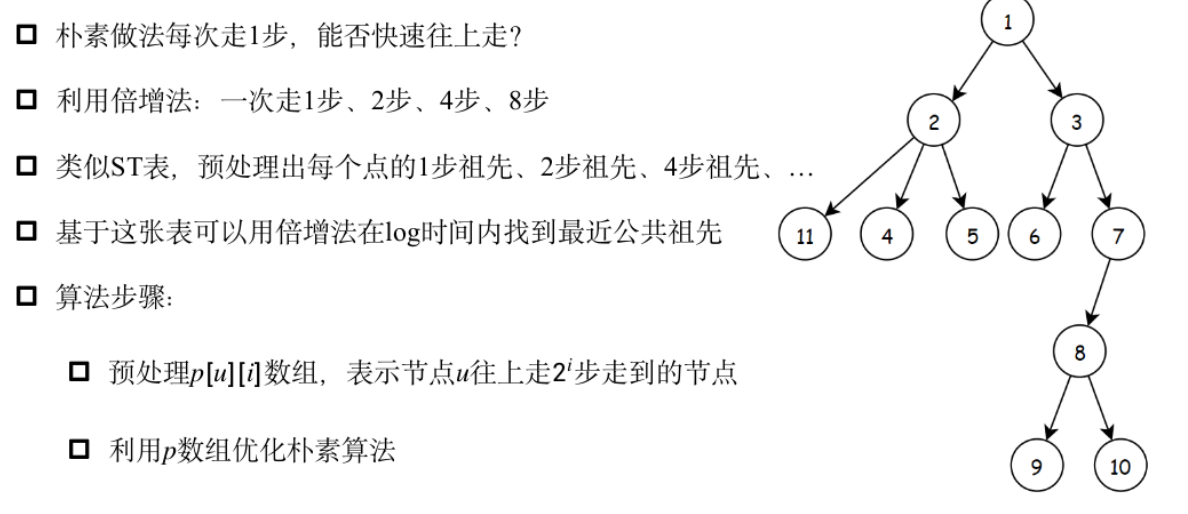 朴素做法每次走1步，能否快速往上走？
利用倍增法：一次走1步、2步、4步、8步
类似ST表，预处理出每个点的1步祖先、2步祖先、4步祖先、…
基于这张表可以用倍增法在log时间内找到最近公共祖先
算法步骤：
预处理p[u][i]数组，表示节点u往上走2ⁱ步走到的节点
利用p数组优化朴素算法
1
2
3
11
4
5
6
7
8
9
10